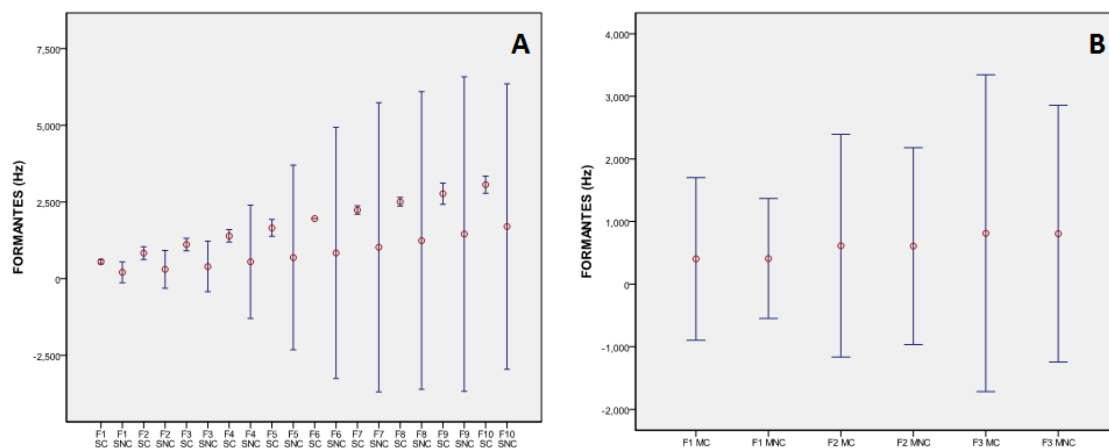 A
7,500
5,000
2,500
0
-2,500
FORMANTES (Hz)
F1 F1 F2 F2 F3 F3 F4 F4 F5 F5 F6 F6 F7 F7 F8 F8 F9 F9 F10 F10
SC SNC SC SNC SC SNC SC SNC SC SNC SC SNC SC SNC SC SNC SC SNC SC SNC
B
4,000
3,000
2,000
1,000
0
-1,000
-2,000
FORMANTES (Hz)
F1 MC F1 MNC F2 MC F2 MNC F3 MC F3 MNC